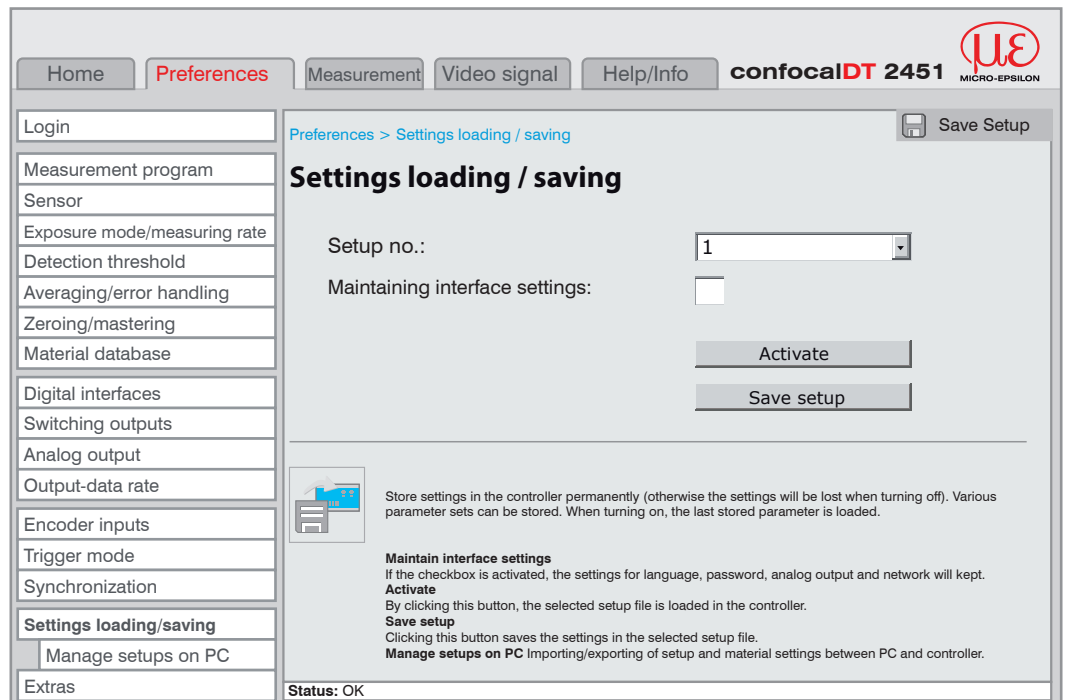 Home
Preferences
Measurement
Video signal
Help/Info
confocalDT 2451
με
MICRO-EPSILON
Login
Measurement program
Sensor
Exposure mode/measuring rate
Detection threshold
Averaging/error handling
Zeroing/mastering
Material database
Digital interfaces
Switching outputs
Analog output
Output-data rate
Encoder inputs
Trigger mode
Synchronization
Settings loading/saving
Manage setups on PC
Extras
Preferences > Settings loading / saving
Save Setup
Settings loading / saving
Setup no.:
1
Maintaining interface settings:
Activate
Save setup
Store settings in the controller permanently (otherwise the settings will be lost when turning off). Various
parameter sets can be stored. When turning on, the last stored parameter is loaded.
Maintain interface settings
If the checkbox is activated, the settings for language, password, analog output and network will kept.
Activate
By clicking this button, the selected setup file is loaded in the controller.
Save setup
Clicking this button saves the settings in the selected setup file.
Manage setups on PC Importing/exporting of setup and material settings between PC and controller.
Status: OK